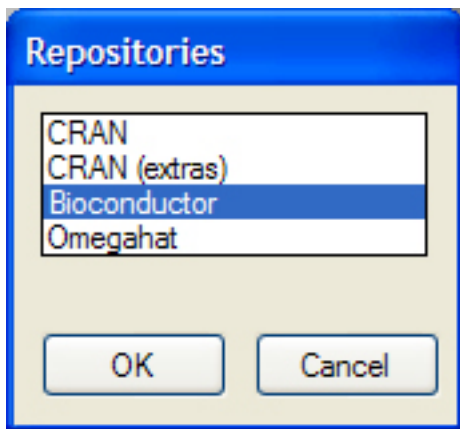 Repositories
CRAN
CRAN (extras)
Bioconductor
Omegahat
OK
Cancel